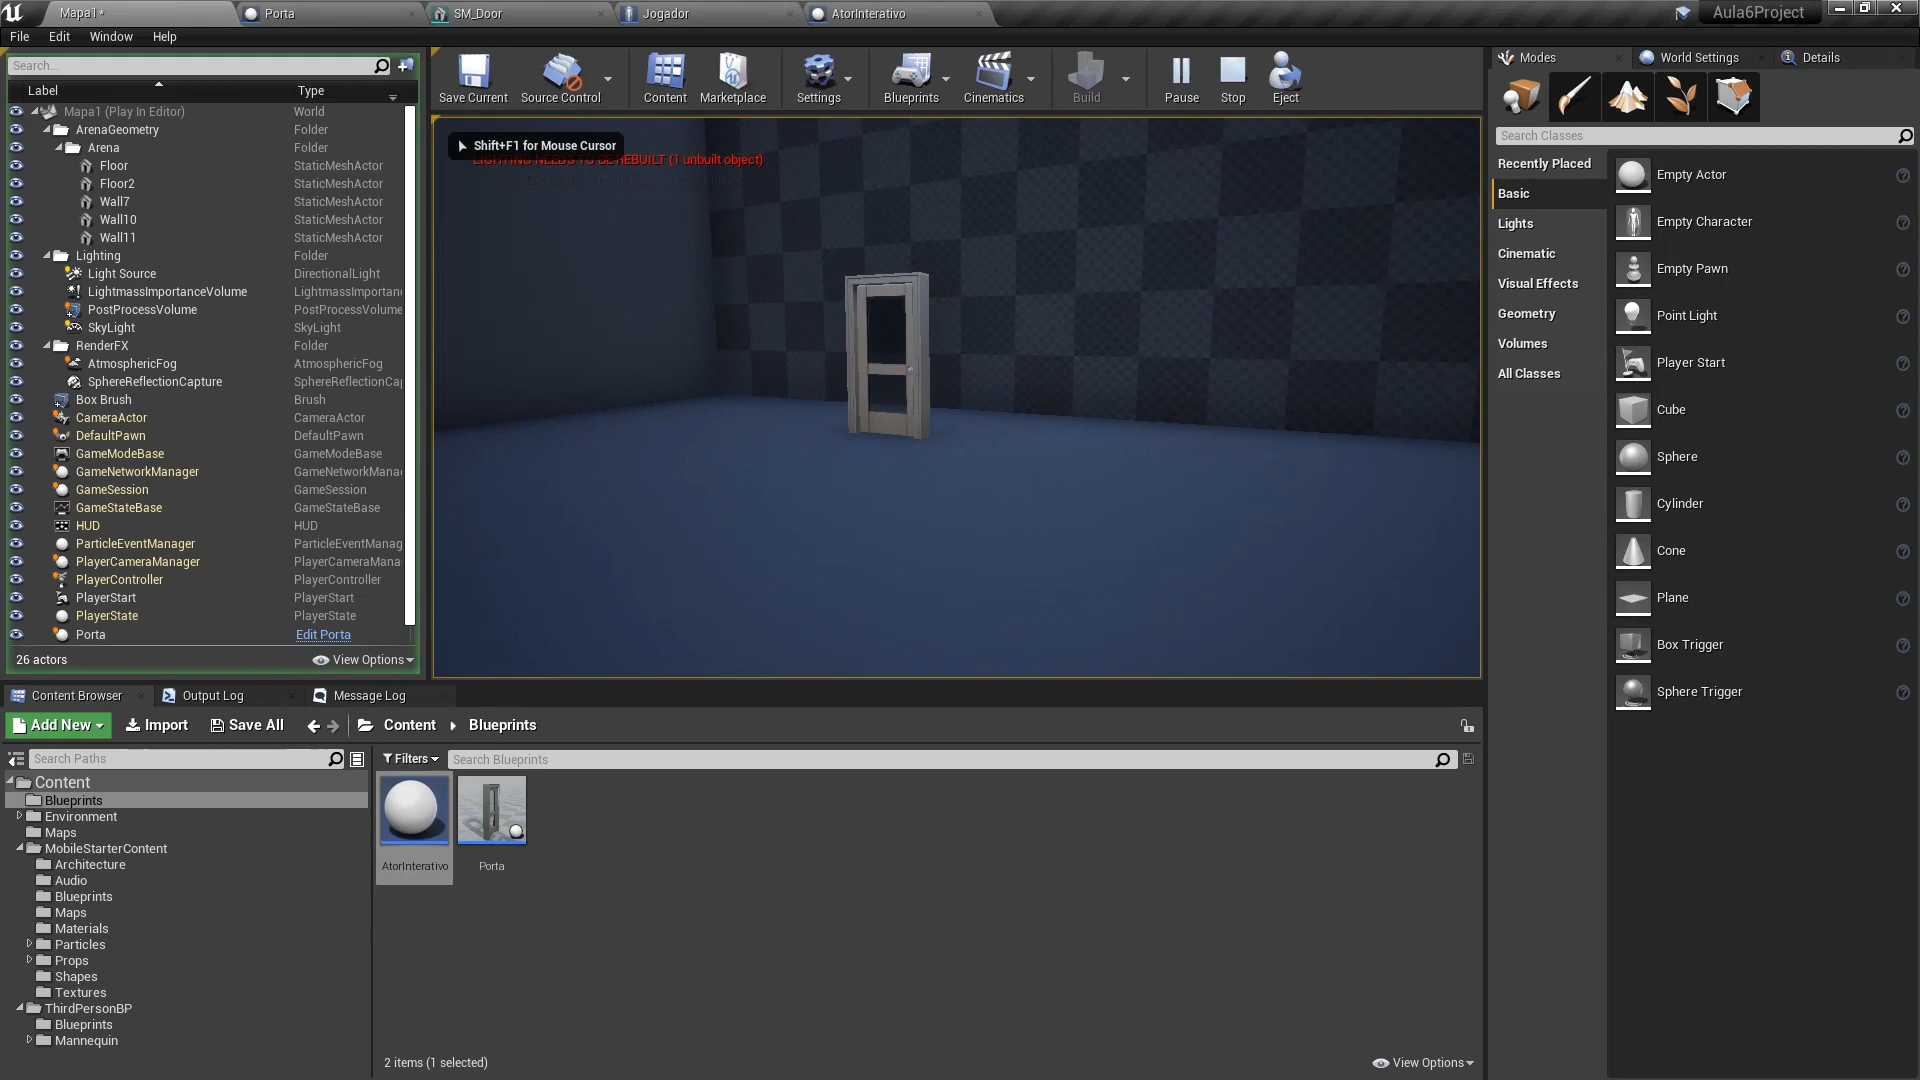 Mapa1*
Porta
SM_Door
Jogador
AtorInterativo
Aula6Project
File
Edit
Window
Help
Search...
Label
Type
Mapa1 (Play In Editor)
World
ArenaGeometry
Folder
Arena
Folder
Floor
StaticMeshActor
Floor2
StaticMeshActor
Wall7
StaticMeshActor
Wall10
StaticMeshActor
Wall11
StaticMeshActor
Lighting
Folder
Light Source
DirectionalLight
LightmassImportanceVolume
LightmassImportan
PostProcessVolume
PostProcessVolume
SkyLight
SkyLight
RenderFX
Folder
AtmosphericFog
AtmosphericFog
SphereReflectionCapture
SphereReflectionCa
Box Brush
Brush
CameraActor
CameraActor
DefaultPawn
DefaultPawn
GameModeBase
GameModeBase
GameNetworkManager
GameNetworkMana
GameSession
GameSession
GameStateBase
GameStateBase
HUD
HUD
ParticleEventManager
ParticleEventManag
PlayerCameraManager
PlayerCameraMana
PlayerController
PlayerController
PlayerStart
PlayerStart
PlayerState
PlayerState
Porta
Edit Porta
26 actors
View Options
Save Current
Source Control
Content
Marketplace
Settings
Blueprints
Cinematics
Build
Pause
Stop
Eject
Shift+F1 for Mouse Cursor
LIGHTING NEEDS TO BE REBUILT (1 unbuilt object)
Modes
World Settings
Details
Search Classes
Recently Placed
Basic
Lights
Cinematic
Visual Effects
Geometry
Volumes
All Classes
Empty Actor
Empty Character
Empty Pawn
Point Light
Player Start
Cube
Sphere
Cylinder
Cone
Plane
Box Trigger
Sphere Trigger
Content Browser
Output Log
Message Log
Add New
Import
Save All
Content
Blueprints
Search Paths
Content
Blueprints
Environment
Maps
MobileStarterContent
Architecture
Audio
Blueprints
Maps
Materials
Particles
Props
Shapes
Textures
ThirdPersonBP
Blueprints
Mannequin
Filters
Search Blueprints
AtorInterativo
Porta
2 items (1 selected)
View Options